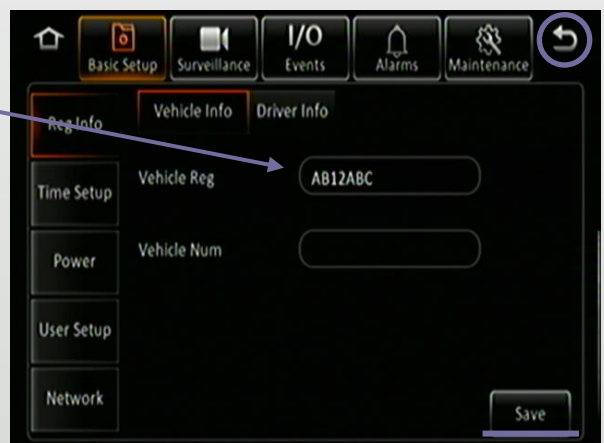 I/O
Basic Setup Surveillance Events Alarms Maintenance
Reg Info Vehicle Info Driver Info
Time Setup Vehicle Reg AB12ABC
Power Vehicle Num
User Setup
Network Save